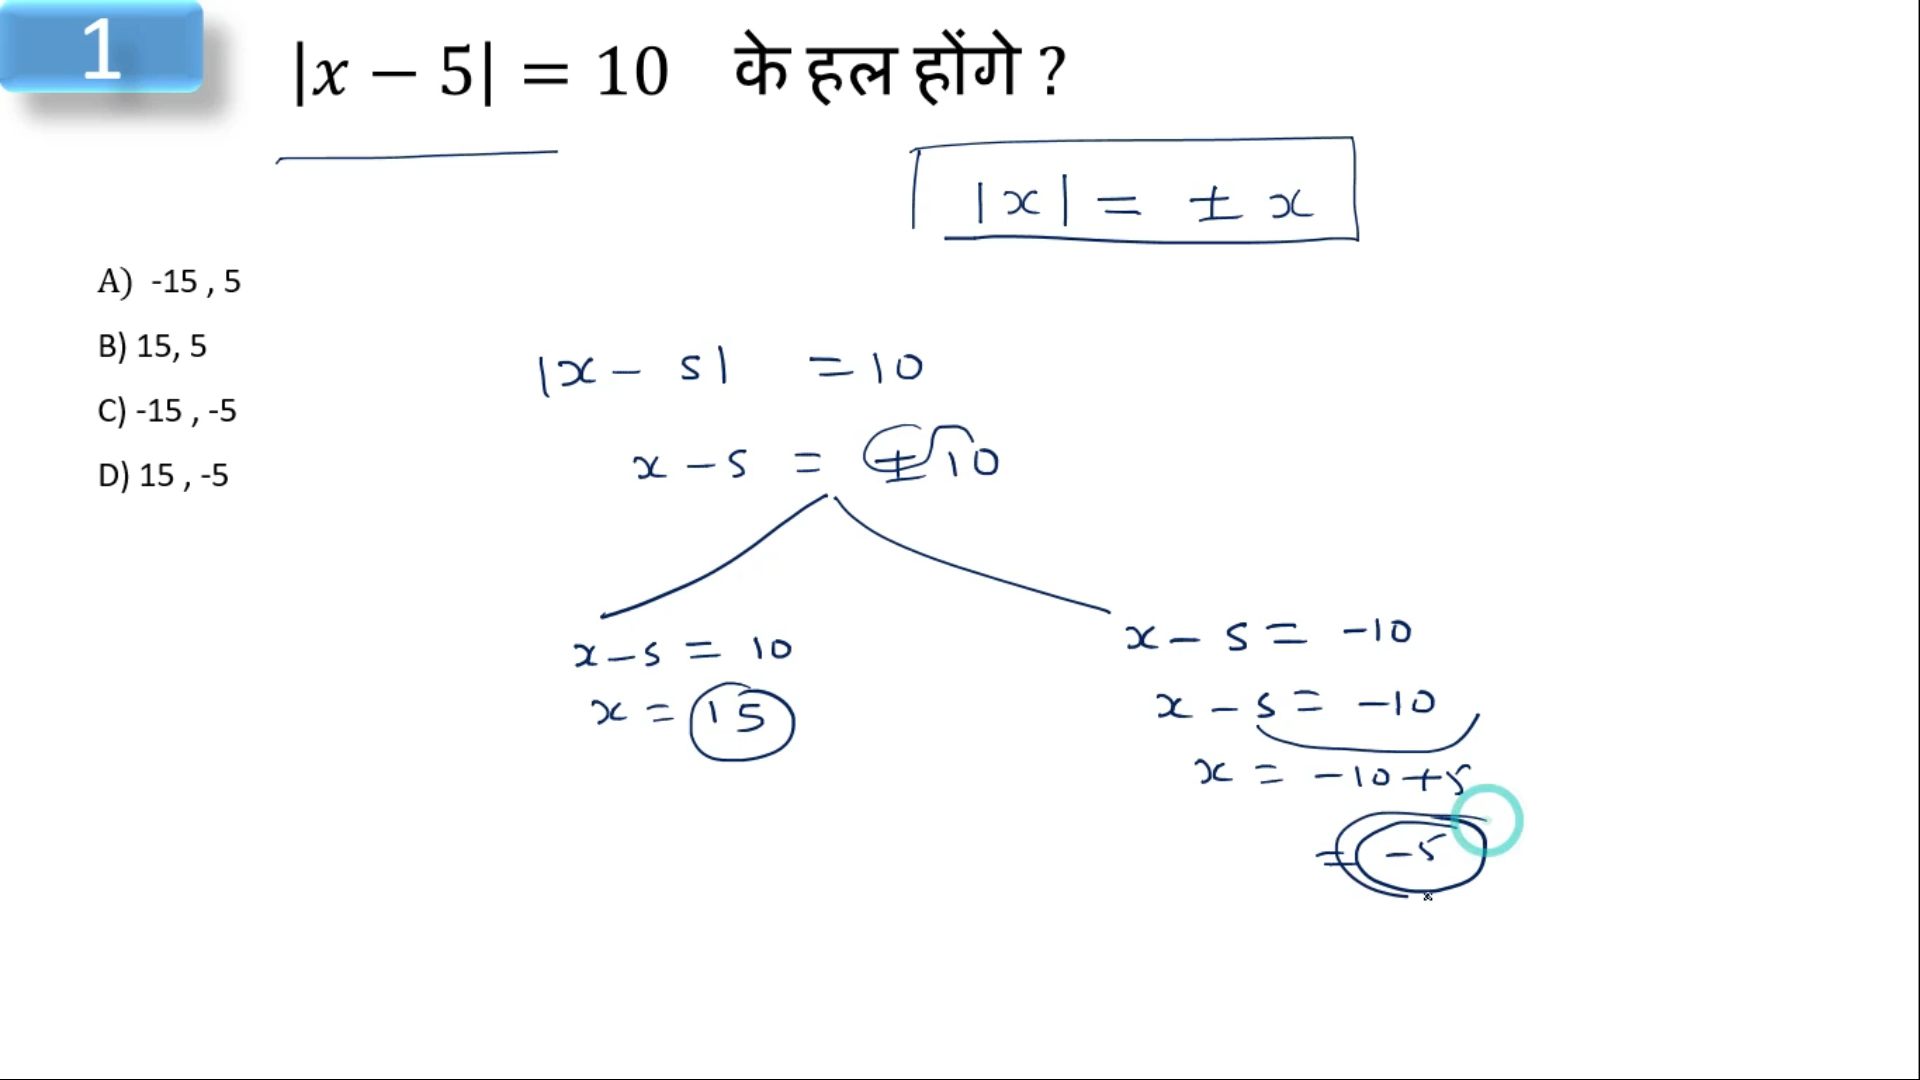 1
|x − 5| = 10 के हल होंगे ?
|x| = ± x
A) -15 , 5
B) 15, 5
C) -15 , -5
D) 15 , -5
|x − 5| = 10
x − 5 = ± 10
x − 5 = 10
x = 15
x − 5 = −10
x − 5 = −10
x = −10 + 5
= −5